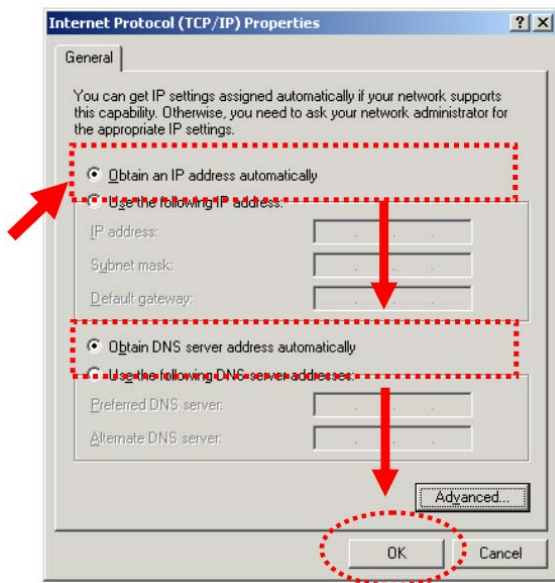 Internet Protocol (TCP/IP) Properties
General
You can get IP settings assigned automatically if your network supports
this capability. Otherwise, you need to ask your network administrator for
the appropriate IP settings.
Obtain an IP address automatically
Use the following IP address:
IP address:
Subnet mask:
Default gateway:
Obtain DNS server address automatically
Use the following DNS server addresses:
Preferred DNS server:
Alternate DNS server:
Advanced...
OK Cancel